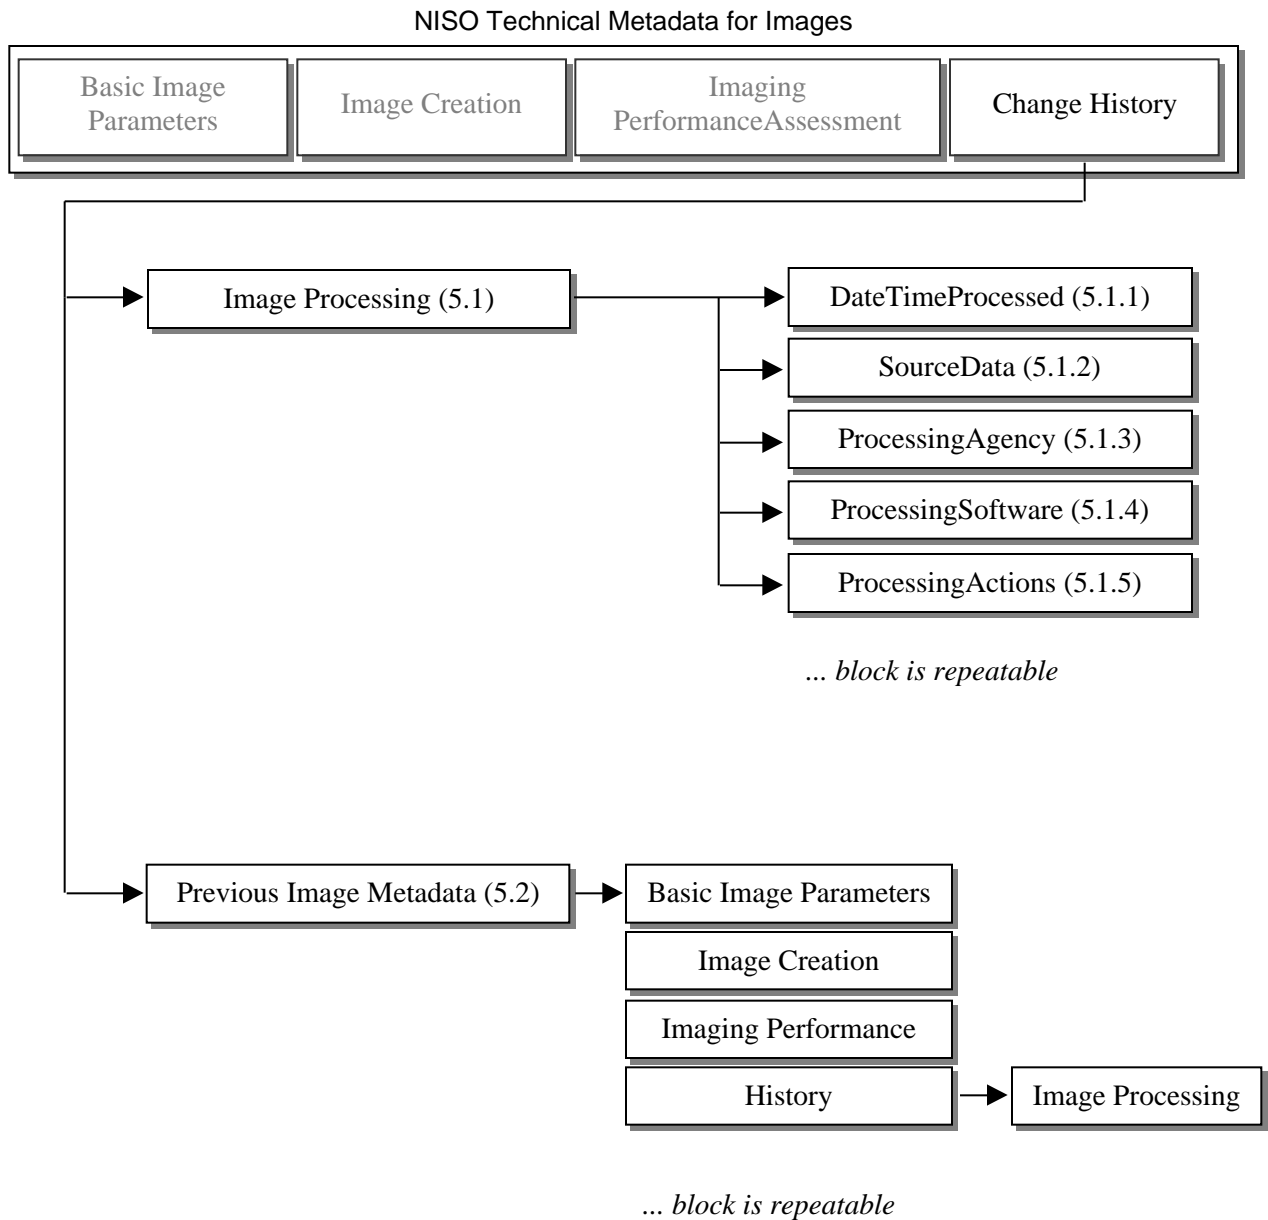 NISO Technical Metadata for Images
Basic Image
Parameters
Image Creation
Imaging
PerformanceAssessment
Change History
Image Processing (5.1)
DateTimeProcessed (5.1.1)
SourceData (5.1.2)
ProcessingAgency (5.1.3)
ProcessingSoftware (5.1.4)
ProcessingActions (5.1.5)
... block is repeatable
Previous Image Metadata (5.2)
Basic Image Parameters
Image Creation
Imaging Performance
History
Image Processing
... block is repeatable